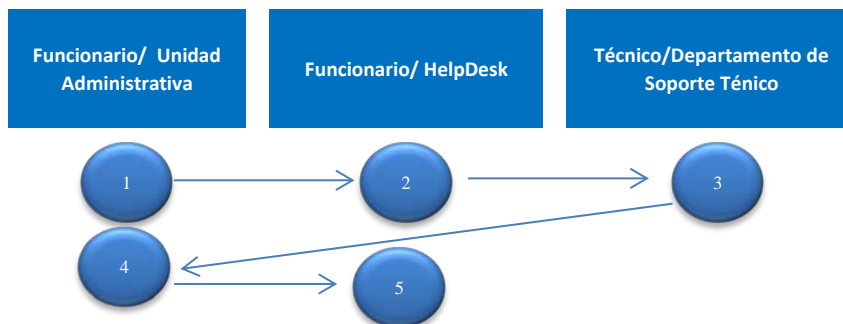 Funcionario/ Unidad
Administrativa
Funcionario/ HelpDesk
Técnico/Departamento de
Soporte Ténico
1
2
3
4
5